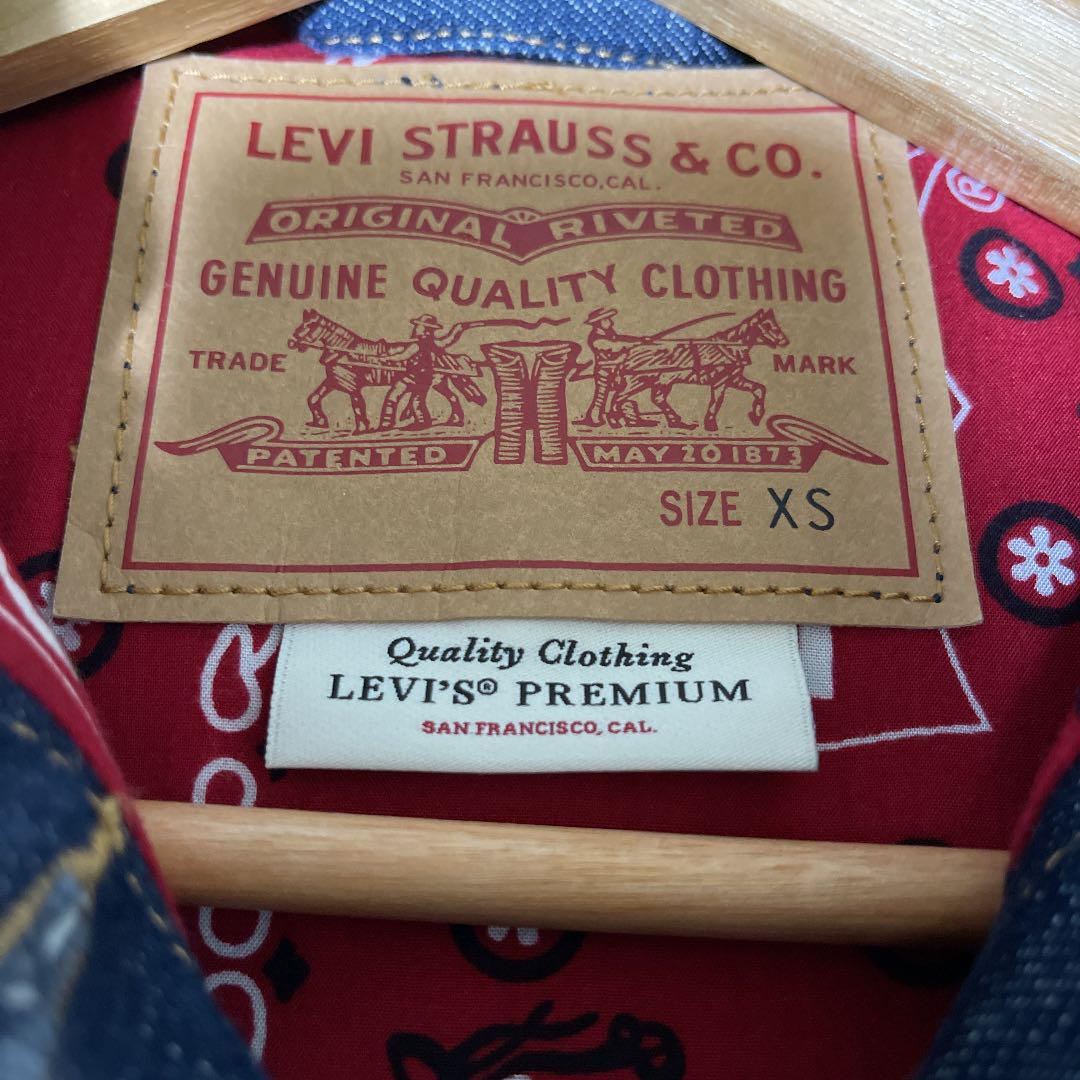 LEVI STRAUSS & CO.
SAN FRANCISCO, CAL.
ORIGINAL RIVETED
GENUINE QUALITY CLOTHING
TRADE MARK
PATENTED MAY 20 1873
SIZE XS
®
Quality Clothing
LEVI'S® PREMIUM
SAN FRANCISCO, CAL.